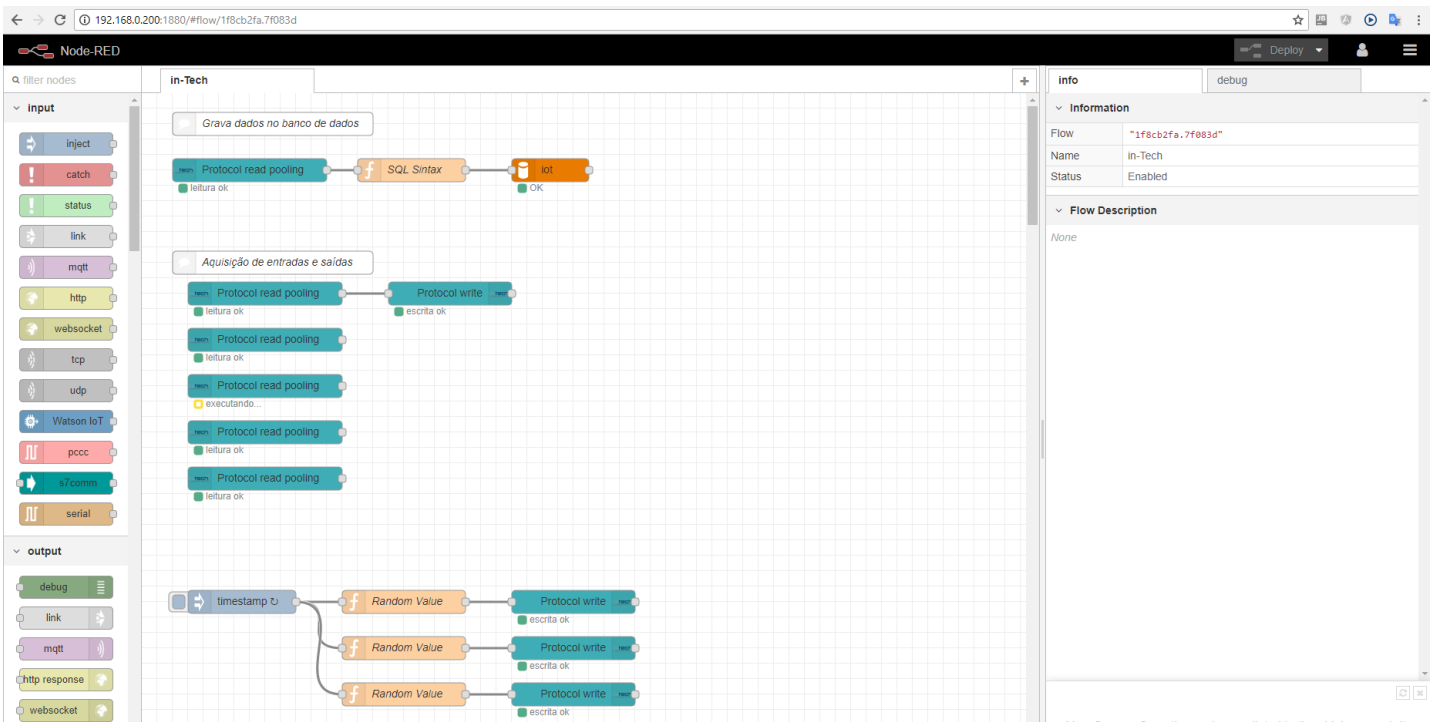 192.168.0.200:1880/#flow/1f8cb2fa.7f083d
Node-RED
Deploy
filter nodes
input
inject
catch
status
link
mqtt
http
websocket
tcp
udp
Watson IoT
pccc
s7comm
serial
output
debug
link
mqtt
http response
websocket
in-Tech
Grava dados no banco de dados
Protocol read pooling
leitura ok
SQL Sintax
iot
OK
Aquisição de entradas e saídas
Protocol read pooling
leitura ok
Protocol write
escrita ok
Protocol read pooling
leitura ok
Protocol read pooling
executando...
Protocol read pooling
leitura ok
Protocol read pooling
leitura ok
timestamp ↻
Random Value
Protocol write
escrita ok
Random Value
Protocol write
escrita ok
Random Value
Protocol write
escrita ok
info
debug
Information
Flow "1f8cb2fa.7f083d"
Name in-Tech
Status Enabled
Flow Description
None